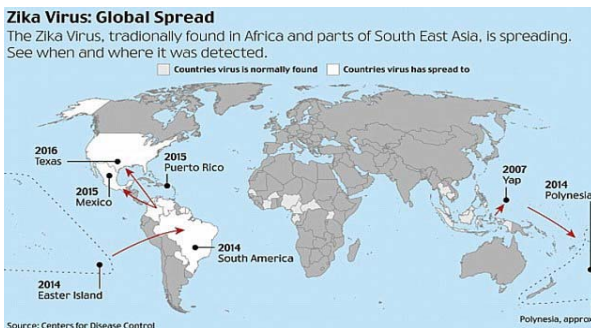 Zika Virus: Global Spread
The Zika Virus, tradionally found in Africa and parts of South East Asia, is spreading.
See when and where it was detected.
Countries virus is normally found
Countries virus has spread to
2016
Texas
2015
Puerto Rico
2015
Mexico
2007
Yap
2014
Polynesia
2014
South America
2014
Easter Island
Source: Centers for Disease Control
Polynesia, approx